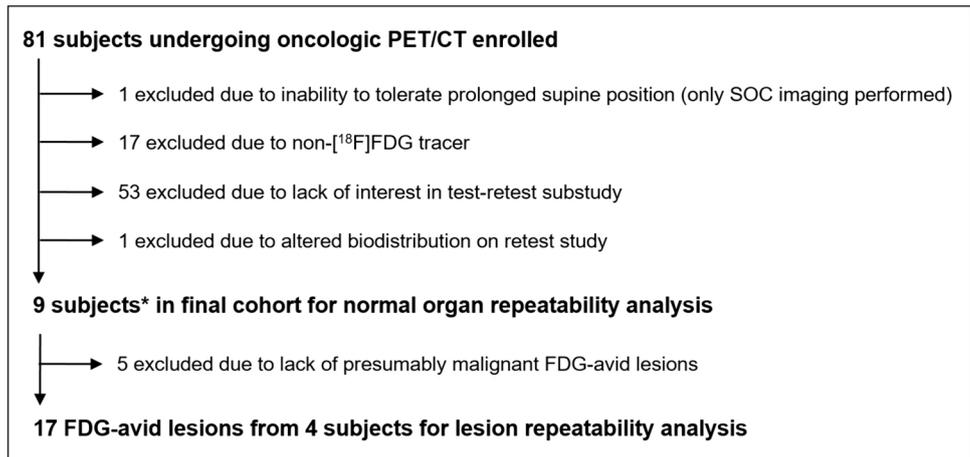 81 subjects undergoing oncologic PET/CT enrolled
1 excluded due to inability to tolerate prolonged supine position (only SOC imaging performed)
17 excluded due to non-[¹⁸F]FDG tracer
53 excluded due to lack of interest in test-retest substudy
1 excluded due to altered biodistribution on retest study
9 subjects* in final cohort for normal organ repeatability analysis
5 excluded due to lack of presumably malignant FDG-avid lesions
17 FDG-avid lesions from 4 subjects for lesion repeatability analysis